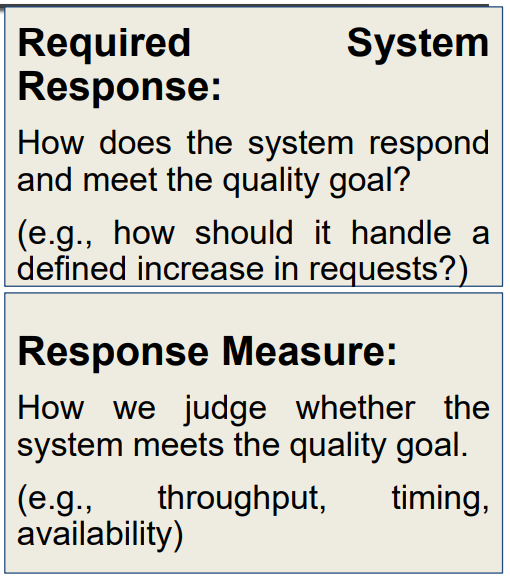 Required System
Response:
How does the system respond
and meet the quality goal?
(e.g., how should it handle a
defined increase in requests?)
Response Measure:
How we judge whether the
system meets the quality goal.
(e.g., throughput, timing,
availability)